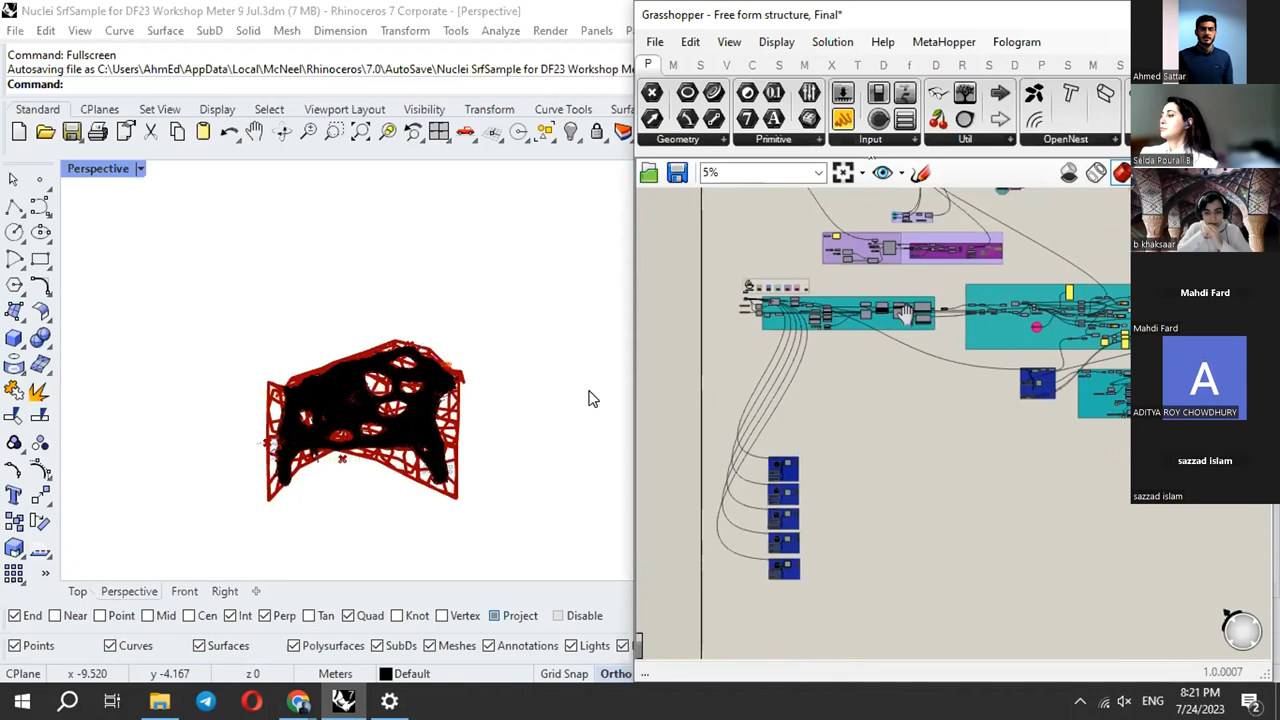 Nuclei SrfSample for DF23 Workshop Meter 9 Jul.3dm (7 MB) - Rhinoceros 7 Corporate - [Perspective]
File Edit View Curve Surface SubD Solid Mesh Dimension Transform Tools Analyze Render Panels
Command: Fullscreen
Autosaving file as C:\Users\AhmEd\AppData\Local\McNeel\Rhinoceros\7.0\AutoSave\Nuclei SrfSample for DF23 Workshop Me
Command:
Standard CPlanes Set View Display Select Viewport Layout Visibility Transform Curve Tools Surfa
Perspective
Top Perspective Front Right
End Near Point Mid Cen Int Perp Tan Quad Knot Vertex Project Disable
Points Curves Surfaces Polysurfaces SubDs Meshes Annotations Lights
CPlane x -9.520 y -4.167 z 0 Meters Default Grid Snap Ortho
Grasshopper - Free form structure, Final*
File Edit View Display Solution Help MetaHopper Fologram
P M S V C S M X T D f D R D P S M S
Geometry Primitive Input Util OpenNest
5%
...
1.0.0007
Ahmed Sattar
Selda Pourali B
b khaksaar
Mahdi Fard
Mahdi Fard
A
ADITYA ROY CHOWDHURY
sazzad islam
sazzad islam
ENG
8:21 PM
7/24/2023
2